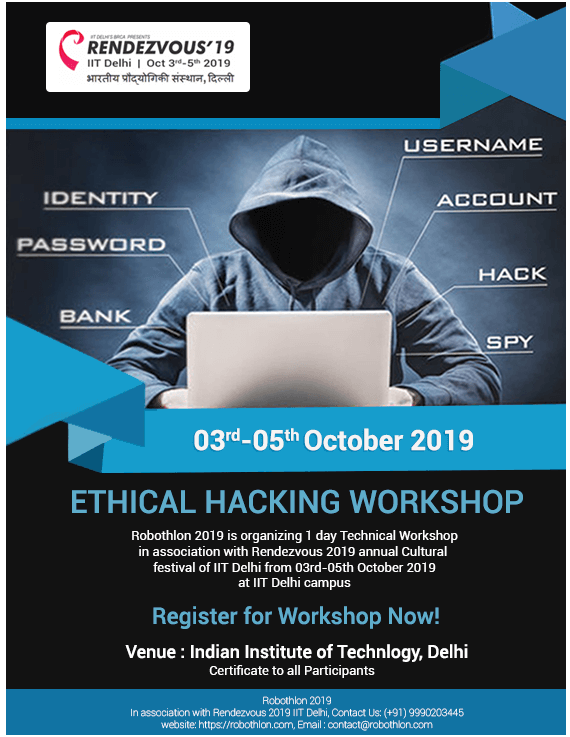 IIT DELHI'S BRCA PRESENTS
RENDEZVOUS'19
IIT Delhi | Oct 3rd-5th 2019
भारतीय प्रौद्योगिकी संस्थान, दिल्ली
USERNAME
IDENTITY
ACCOUNT
PASSWORD
HACK
BANK
SPY
03rd-05th October 2019
ETHICAL HACKING WORKSHOP
Robothlon 2019 is organizing 1 day Technical Workshop
in association with Rendezvous 2019 annual Cultural
festival of IIT Delhi from 03rd-05th October 2019
at IIT Delhi campus
Register for Workshop Now!
Venue : Indian Institute of Technlogy, Delhi
Certificate to all Participants
Robothlon 2019
In association with Rendezvous 2019 IIT Delhi, Contact Us: (+91) 9990203445
website: https://robothlon.com, Email : contact@robothlon.com